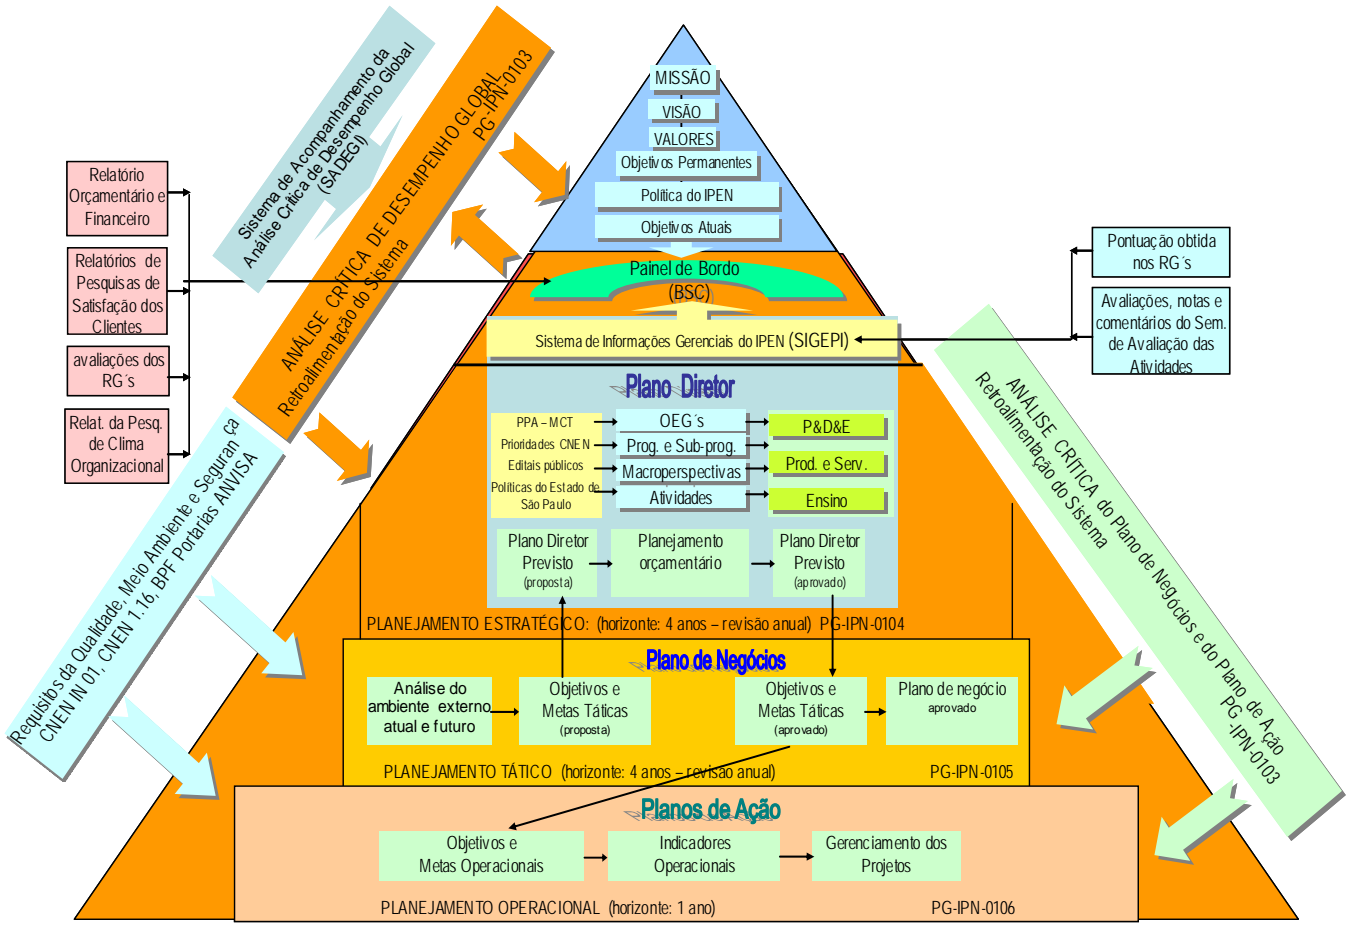 MISSÃO
VISÃO
VALORES
Objetivos Permanentes
Política do IPEN
Objetivos Atuais
Painel de Bordo
(BSC)
Sistema de Informações Gerenciais do IPEN (SIGEPI)
Sistema de Acompanhamento da
Análise Crítica de Desempenho Global
(SADEGI)
ANÁLISE CRÍTICA DE DESEMPENHO GLOBAL
PG-IPN-0103
Retroalimentação do Sistema
Relatório
Orçamentário e
Financeiro
Relatórios de
Pesquisas de
Satisfação dos
Clientes
avaliações dos
RG´s
Relat. da Pesq.
de Clima
Organizacional
Requisitos da Qualidade, Meio Ambiente e Seguran ça
CNEN IN 01, CNEN 1.16, BPF Portarias ANVISA
Pontuação obtida
nos RG´s
Avaliações, notas e
comentários do Sem.
de Avaliação das
Atividades
ANÁLISE CRÍTICA do Plano de Negócios e do Plano de Ação
Retroalimentação do Sistema
PG-IPN-0103
Plano Diretor
PPA – MCT
Prioridades CNEN
Editais públicos
Políticas do Estado de
São Paulo
OEG´s
Prog. e Sub-prog.
Macroperspectivas
Atividades
P&D&E
Prod. e Serv.
Ensino
Plano Diretor
Previsto
(proposta)
Planejamento
orçamentário
Plano Diretor
Previsto
(aprovado)
PLANEJAMENTO ESTRATÉGICO: (horizonte: 4 anos – revisão anual) PG-IPN-0104
Plano de Negócios
Análise do
ambiente externo
atual e futuro
Objetivos e
Metas Táticas
(proposta)
Objetivos e
Metas Táticas
(aprovado)
Plano de negócio
aprovado
PLANEJAMENTO TÁTICO (horizonte: 4 anos – revisão anual) PG-IPN-0105
Planos de Ação
Objetivos e
Metas Operacionais
Indicadores
Operacionais
Gerenciamento dos
Projetos
PLANEJAMENTO OPERACIONAL (horizonte: 1 ano) PG-IPN-0106